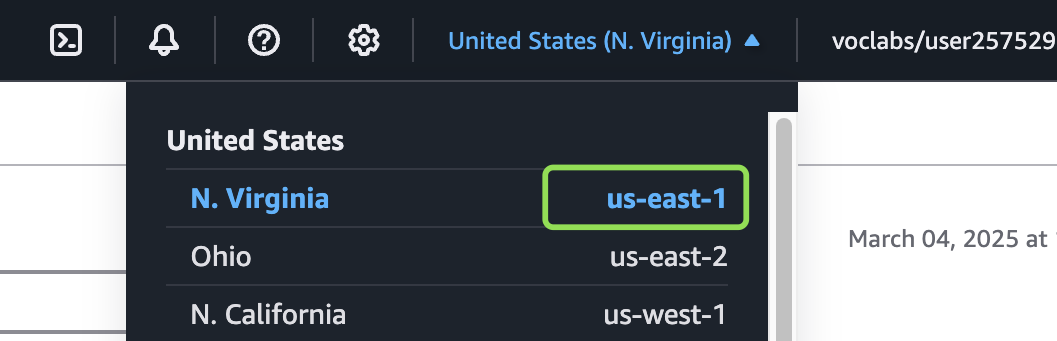 United States (N. Virginia) ▲ voclabs/user257529
United States
N. Virginia us-east-1
Ohio us-east-2
March 04, 2025 at
N. California us-west-1